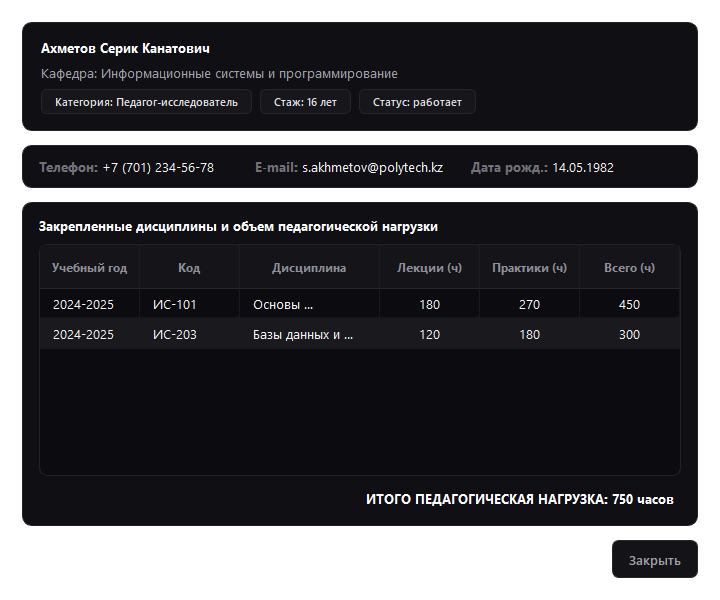 Ахметов Серик Канатович
Кафедра: Информационные системы и программирование
Категория: Педагог-исследователь Стаж: 16 лет Статус: работает
Телефон: +7 (701) 234-56-78 E-mail: s.akhmetov@polytech.kz Дата рожд.: 14.05.1982
Закрепленные дисциплины и объем педагогической нагрузки
Учебный год Код Дисциплина Лекции (ч) Практики (ч) Всего (ч)
2024-2025 ИС-101 Основы ... 180 270 450
2024-2025 ИС-203 Базы данных и ... 120 180 300
ИТОГО ПЕДАГОГИЧЕСКАЯ НАГРУЗКА: 750 часов
Закрыть